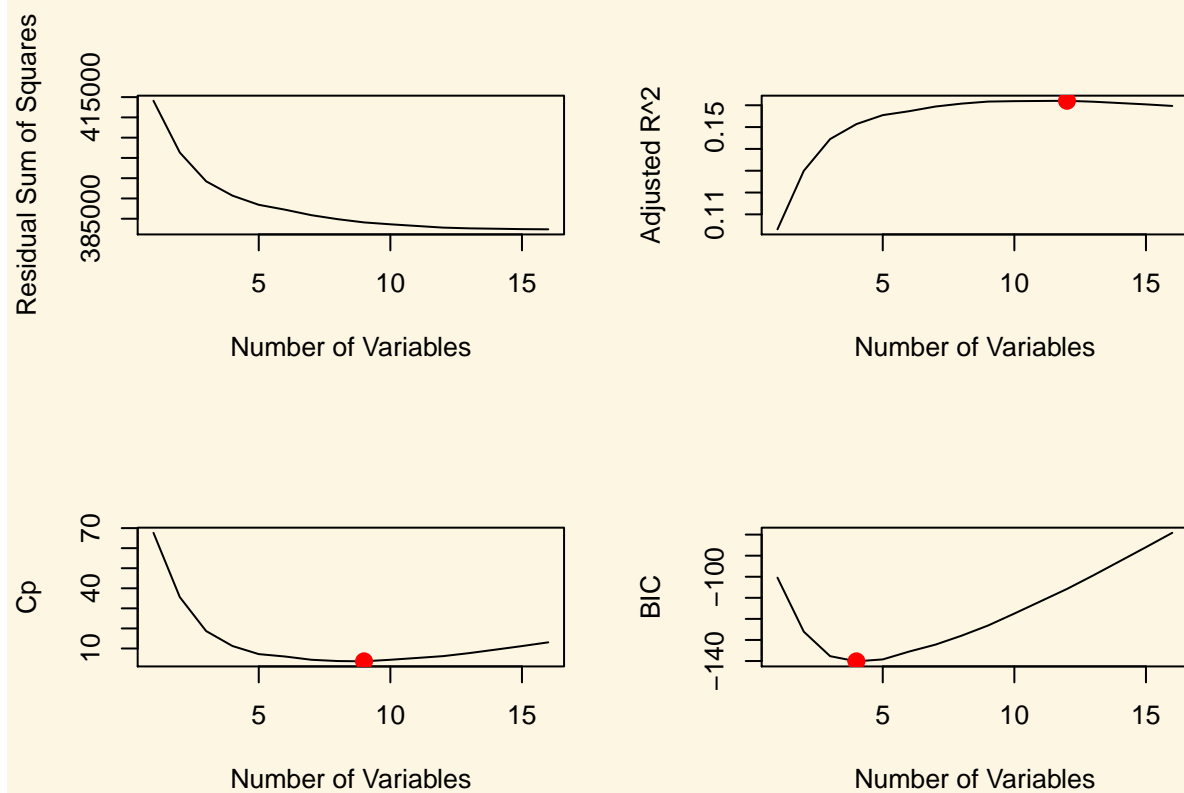 Residual Sum of Squares
415000
385000
5 10 15
Number of Variables
Adjusted R^2
0.15
0.11
5 10 15
Number of Variables
Cp
70
40
10
5 10 15
Number of Variables
BIC
−100
−140
5 10 15
Number of Variables